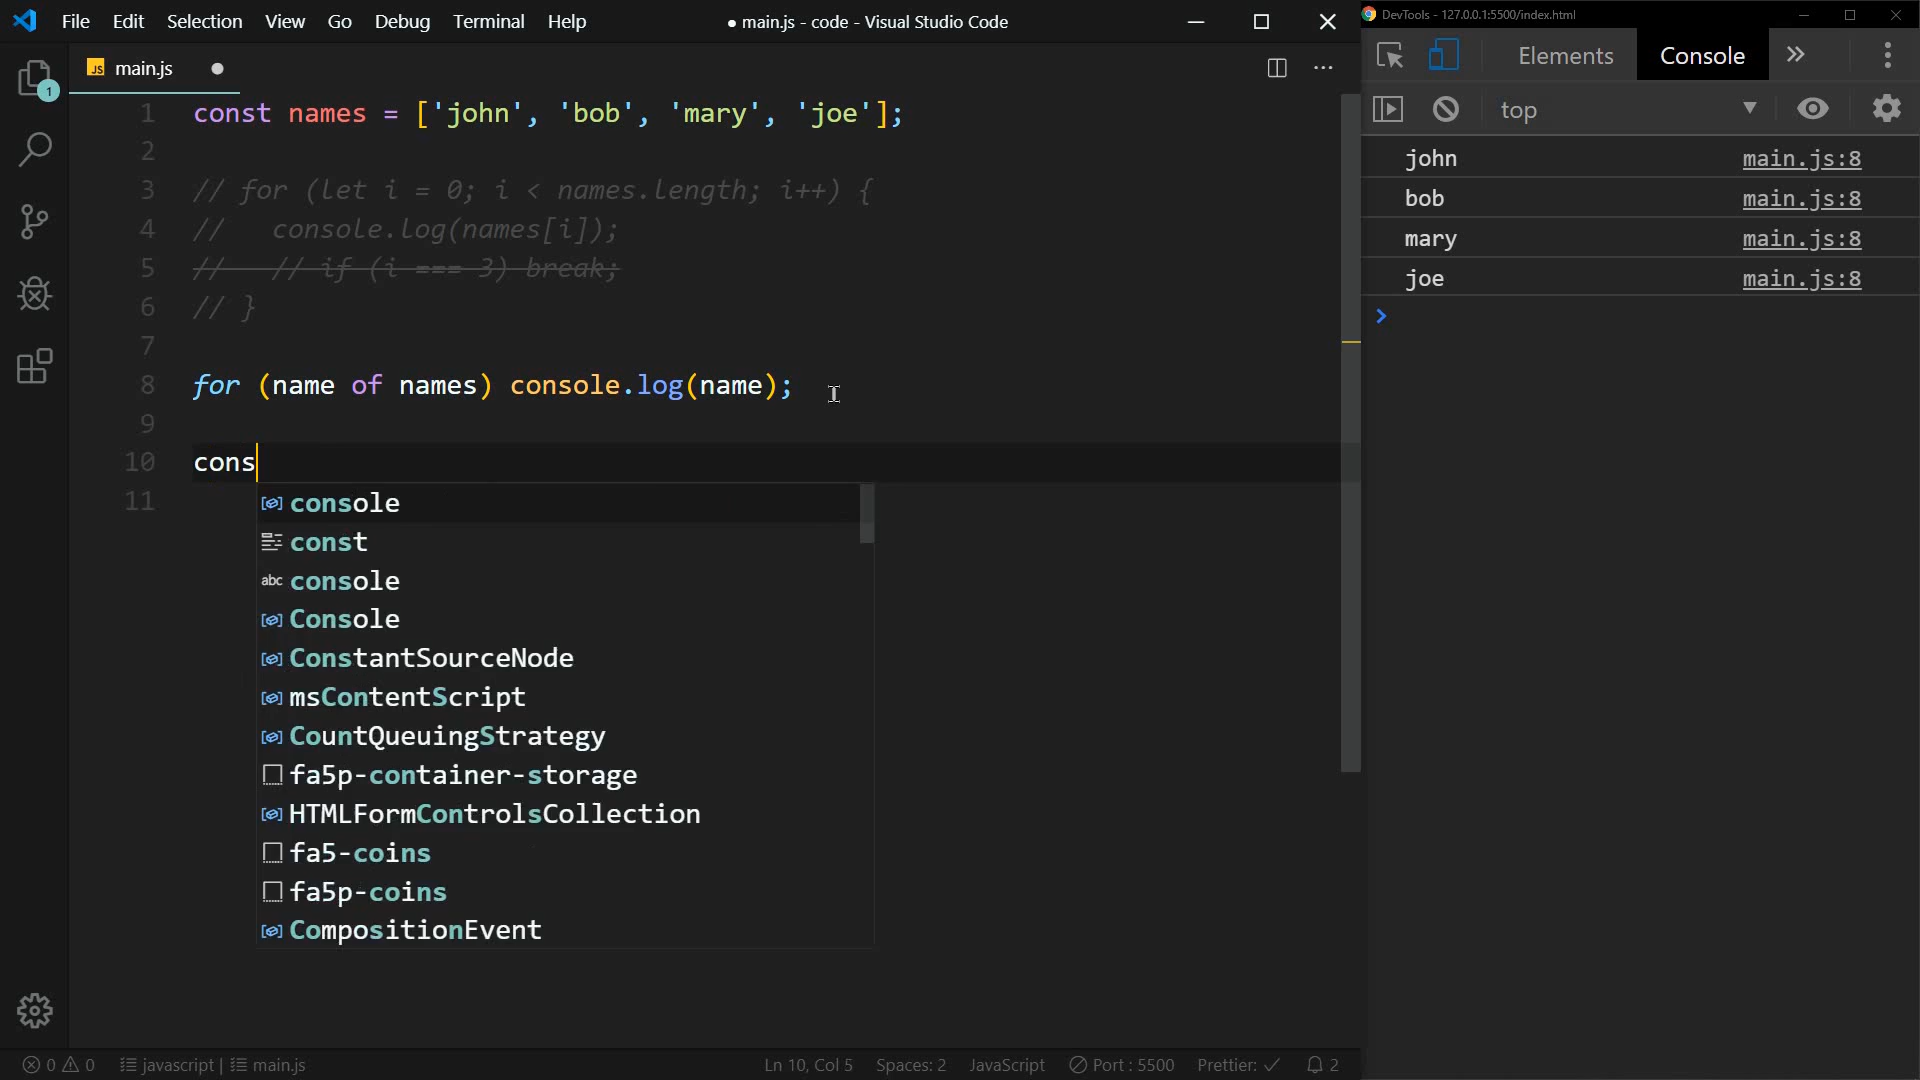 File Edit Selection View Go Debug Terminal Help
● main.js - code - Visual Studio Code
DevTools - 127.0.0.1:5500/index.html
1
JS main.js
Elements Console
top
1 const names = ['john', 'bob', 'mary', 'joe'];
2
3 // for (let i = 0; i < names.length; i++) {
4 //   console.log(names[i]);
5 //   // if (i === 3) break;
6 // }
7
8 for (name of names) console.log(name);
9
10 cons
11
console
const
abc console
Console
ConstantSourceNode
msContentScript
CountQueuingStrategy
fa5p-container-storage
HTMLFormControlsCollection
fa5-coins
fa5p-coins
CompositionEvent
john main.js:8
bob main.js:8
mary main.js:8
joe main.js:8
0 0 javascript | main.js Ln 10, Col 5 Spaces: 2 JavaScript Port : 5500 Prettier: ✓ 2